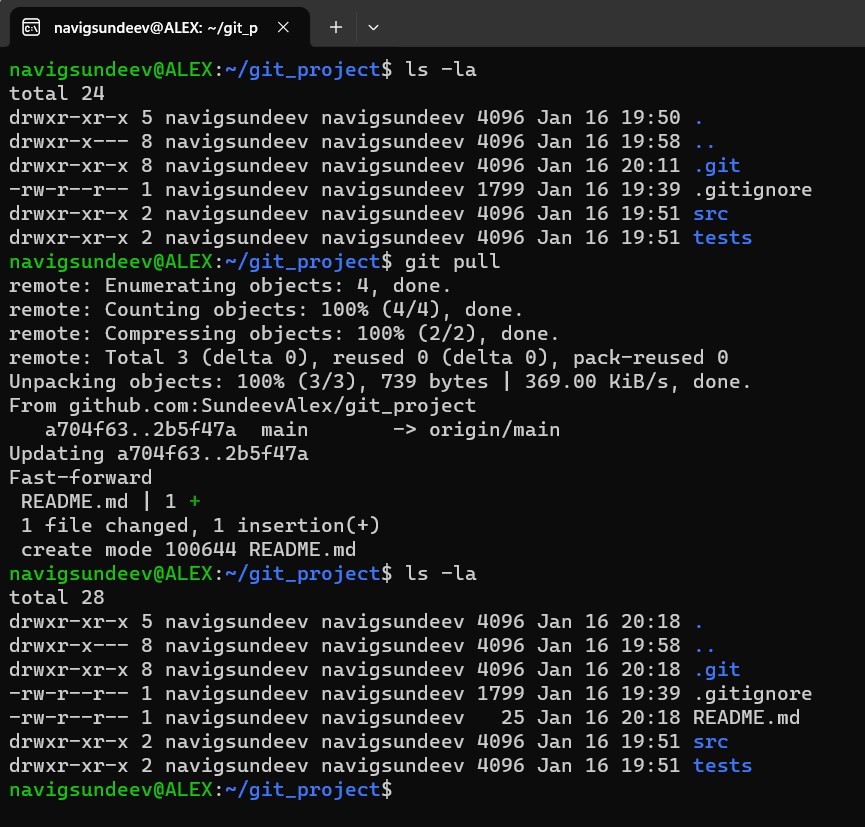 navigsundeev@ALEX: ~/git_p
navigsundeev@ALEX:~/git_project$ ls -la
total 24
drwxr-xr-x 5 navigsundeev navigsundeev 4096 Jan 16 19:50 .
drwxr-x--- 8 navigsundeev navigsundeev 4096 Jan 16 19:58 ..
drwxr-xr-x 8 navigsundeev navigsundeev 4096 Jan 16 20:11 .git
-rw-r--r-- 1 navigsundeev navigsundeev 1799 Jan 16 19:39 .gitignore
drwxr-xr-x 2 navigsundeev navigsundeev 4096 Jan 16 19:51 src
drwxr-xr-x 2 navigsundeev navigsundeev 4096 Jan 16 19:51 tests
navigsundeev@ALEX:~/git_project$ git pull
remote: Enumerating objects: 4, done.
remote: Counting objects: 100% (4/4), done.
remote: Compressing objects: 100% (2/2), done.
remote: Total 3 (delta 0), reused 0 (delta 0), pack-reused 0
Unpacking objects: 100% (3/3), 739 bytes | 369.00 KiB/s, done.
From github.com:SundeevAlex/git_project
   a704f63..2b5f47a  main       -> origin/main
Updating a704f63..2b5f47a
Fast-forward
 README.md | 1 +
 1 file changed, 1 insertion(+)
 create mode 100644 README.md
navigsundeev@ALEX:~/git_project$ ls -la
total 28
drwxr-xr-x 5 navigsundeev navigsundeev 4096 Jan 16 20:18 .
drwxr-x--- 8 navigsundeev navigsundeev 4096 Jan 16 19:58 ..
drwxr-xr-x 8 navigsundeev navigsundeev 4096 Jan 16 20:18 .git
-rw-r--r-- 1 navigsundeev navigsundeev 1799 Jan 16 19:39 .gitignore
-rw-r--r-- 1 navigsundeev navigsundeev   25 Jan 16 20:18 README.md
drwxr-xr-x 2 navigsundeev navigsundeev 4096 Jan 16 19:51 src
drwxr-xr-x 2 navigsundeev navigsundeev 4096 Jan 16 19:51 tests
navigsundeev@ALEX:~/git_project$